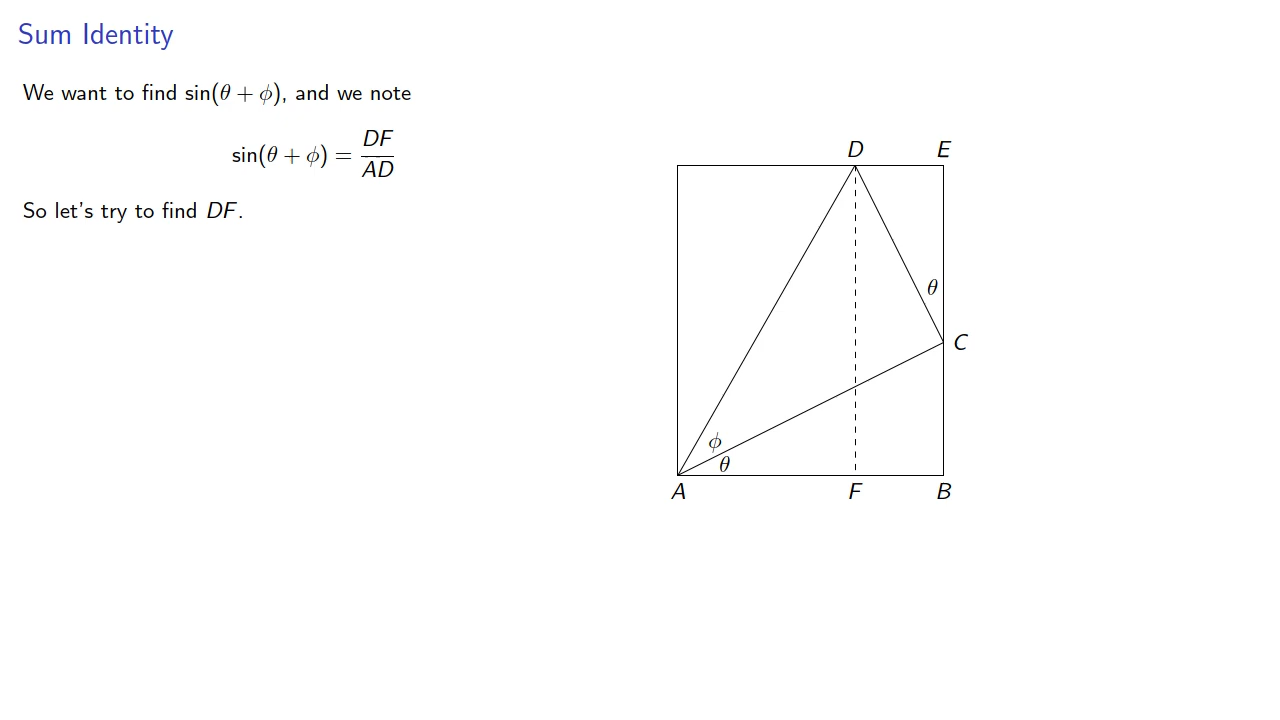 Sum Identity
We want to find sin(θ + ϕ), and we note
sin(θ + ϕ) = DF/AD
So let's try to find DF.
D E
θ
C
ϕ
θ
A F B